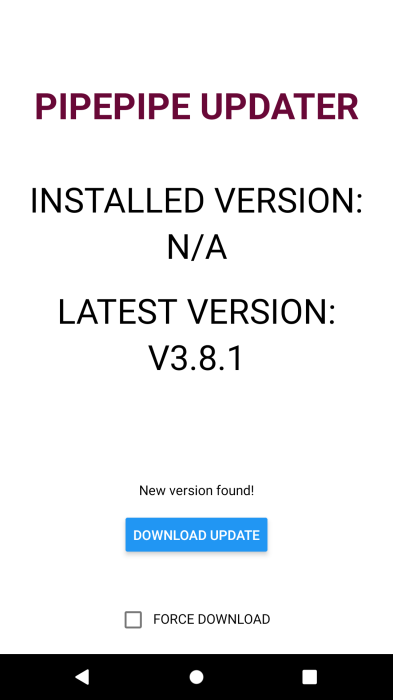 PIPEPIPE UPDATER
INSTALLED VERSION:
N/A
LATEST VERSION:
V3.8.1
New version found!
DOWNLOAD UPDATE
FORCE DOWNLOAD